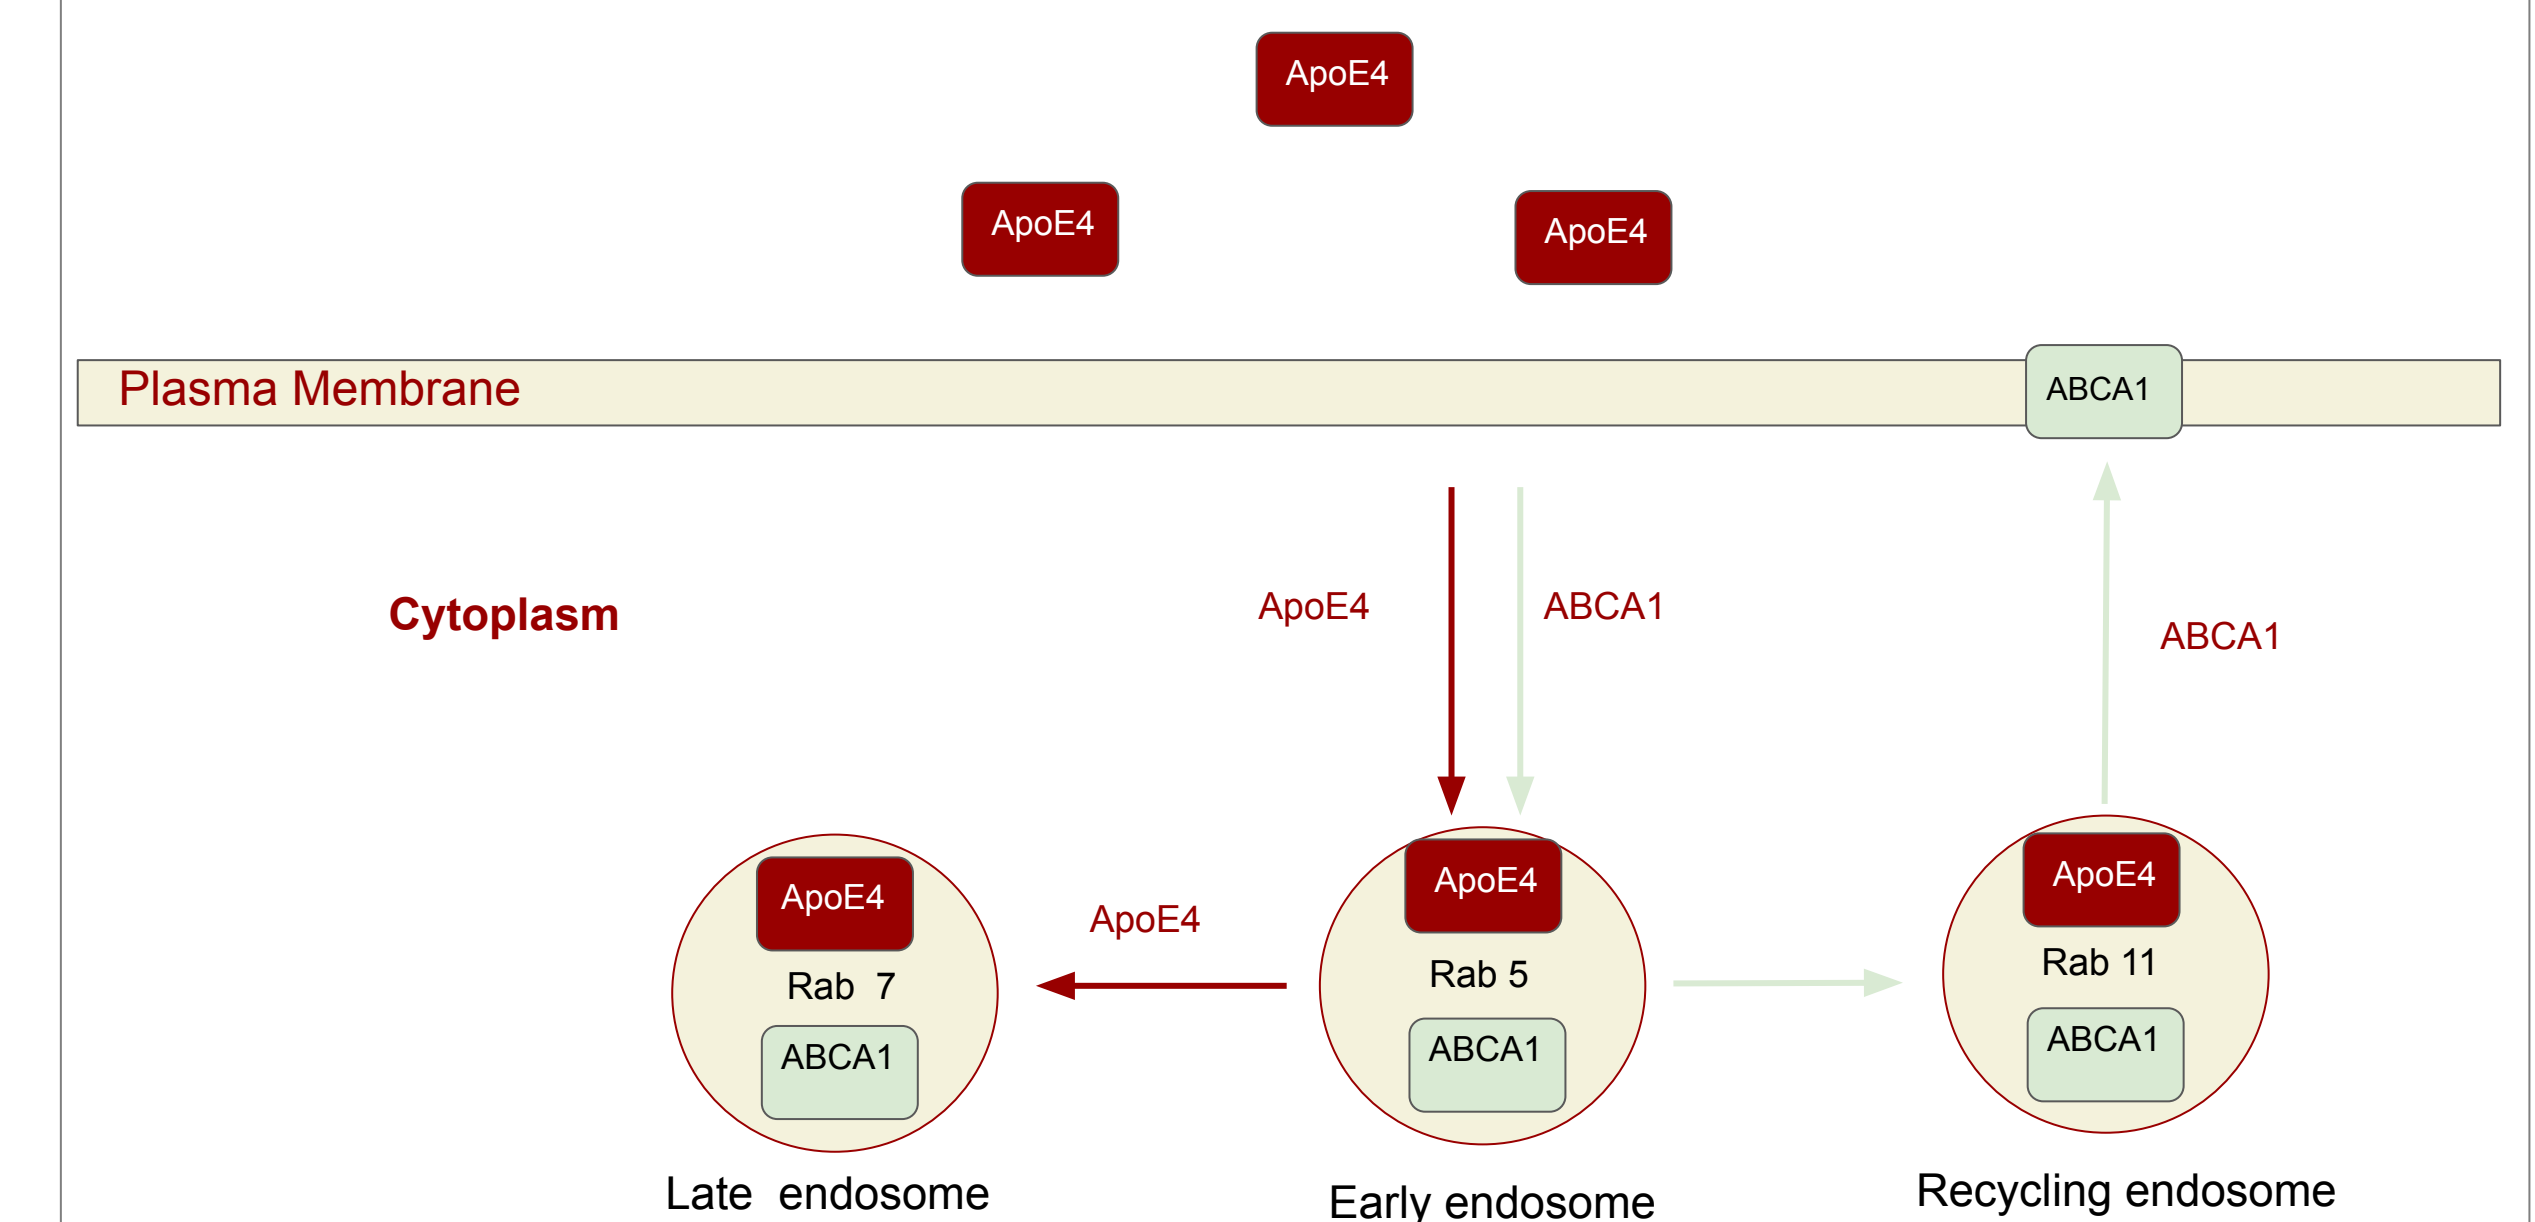 ApoE4
ApoE4
ApoE4
Plasma Membrane
ABCA1
Cytoplasm
ApoE4
ABCA1
ABCA1
ApoE4
Rab 7
ABCA1
Late endosome
ApoE4
ApoE4
Rab 5
ABCA1
Early endosome
ApoE4
Rab 11
ABCA1
Recycling endosome